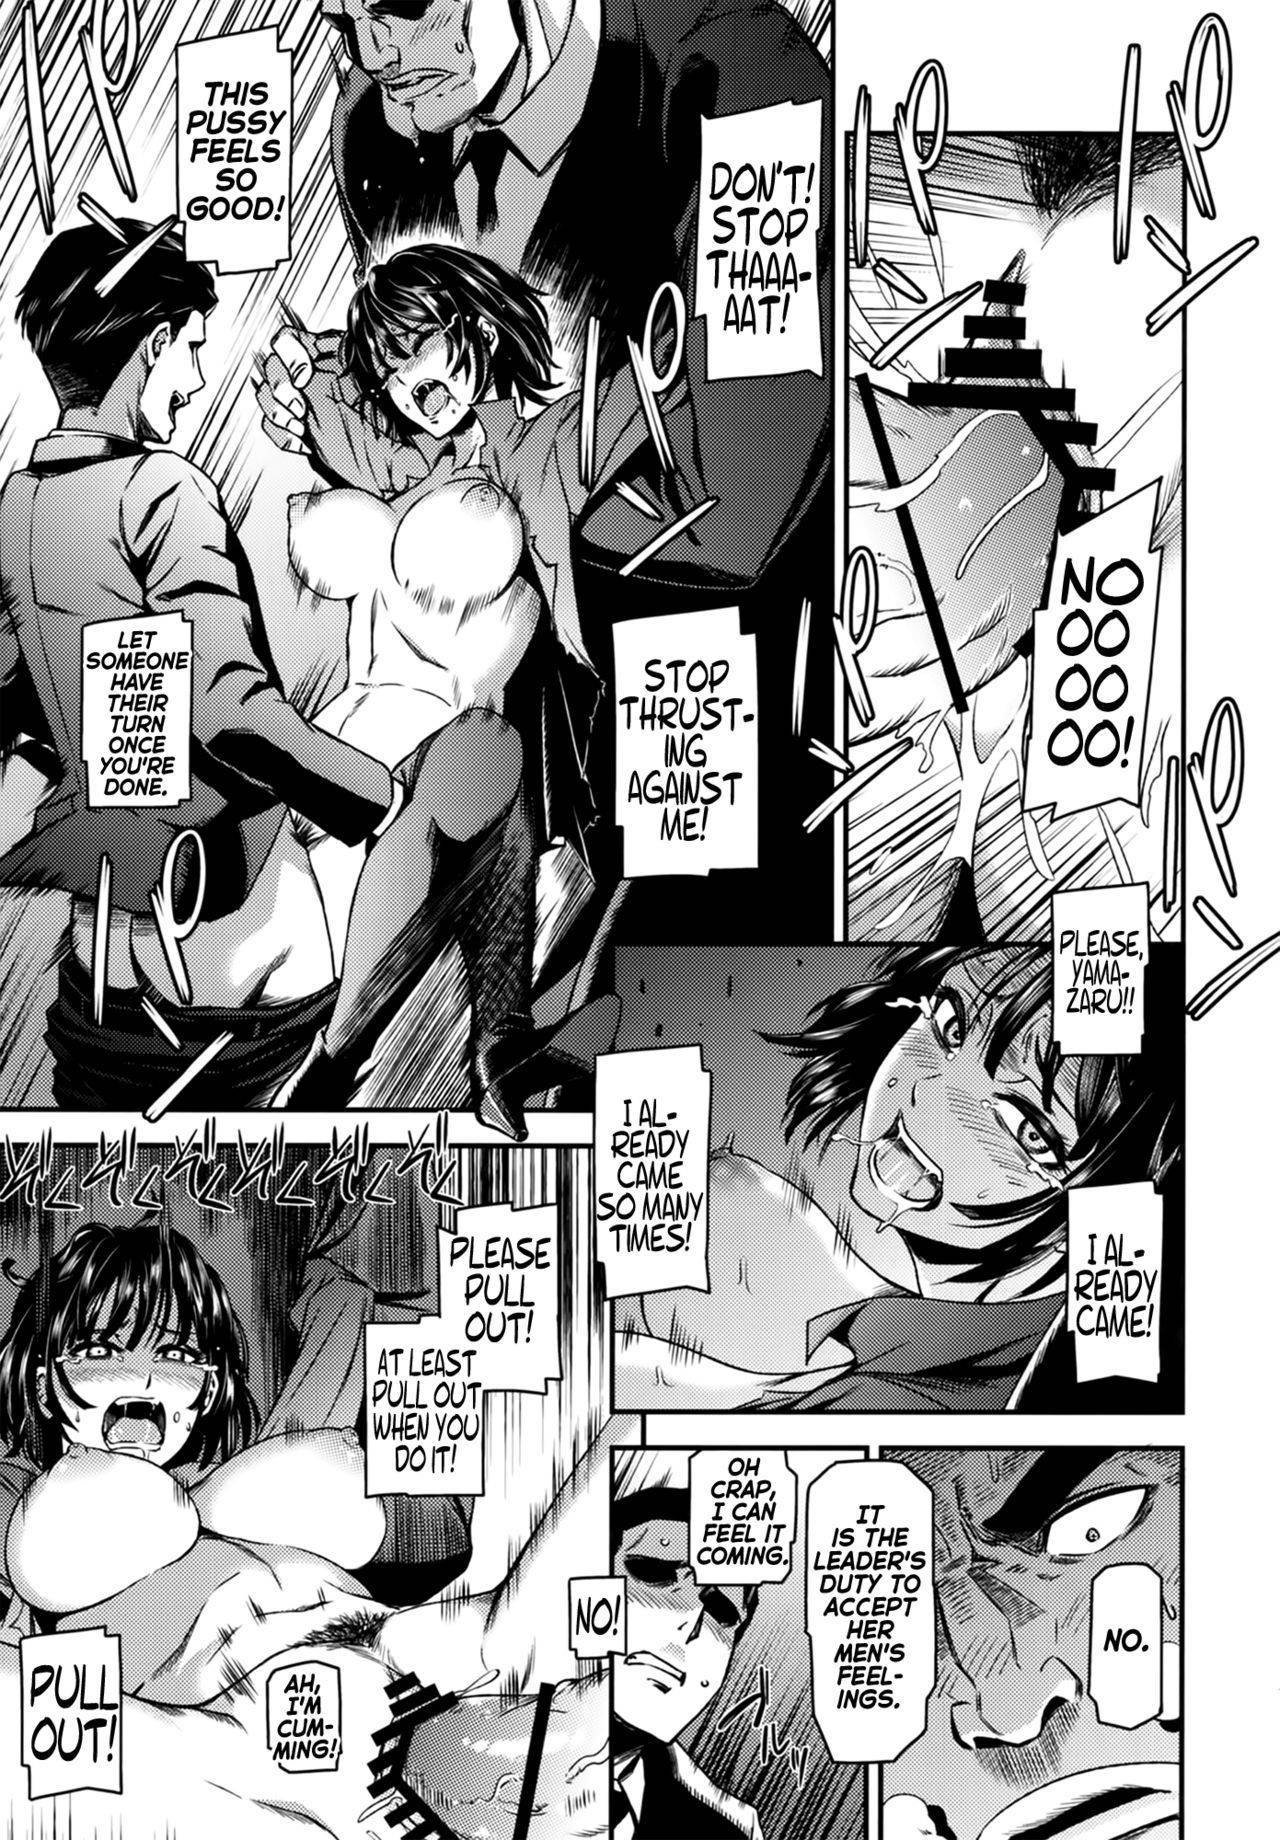 NO
OO
OO
OO!
DON'T!
STOP
THAAA-
AAT!
THIS
PUSSY
FEELS
SO
GOOD!
STOP
THRUST-
ING
AGAINST
ME!
LET
SOMEONE
HAVE
THEIR
TURN
ONCE
YOU'RE
DONE.
PLEASE,
YAMA-
ZARU!!
I AL-
READY
CAME!
I AL-
READY
CAME
SO MANY
TIMES!
NO.
IT
IS THE
LEADER'S
DUTY TO
ACCEPT
HER
MEN'S
FEEL-
INGS.
OH
CRAP,
I CAN
FEEL IT
COMING.
NO!
PLEASE
PULL
OUT!
AT LEAST
PULL OUT
WHEN YOU
DO IT!
AH,
I'M
CUM-
MING!
PULL
OUT!